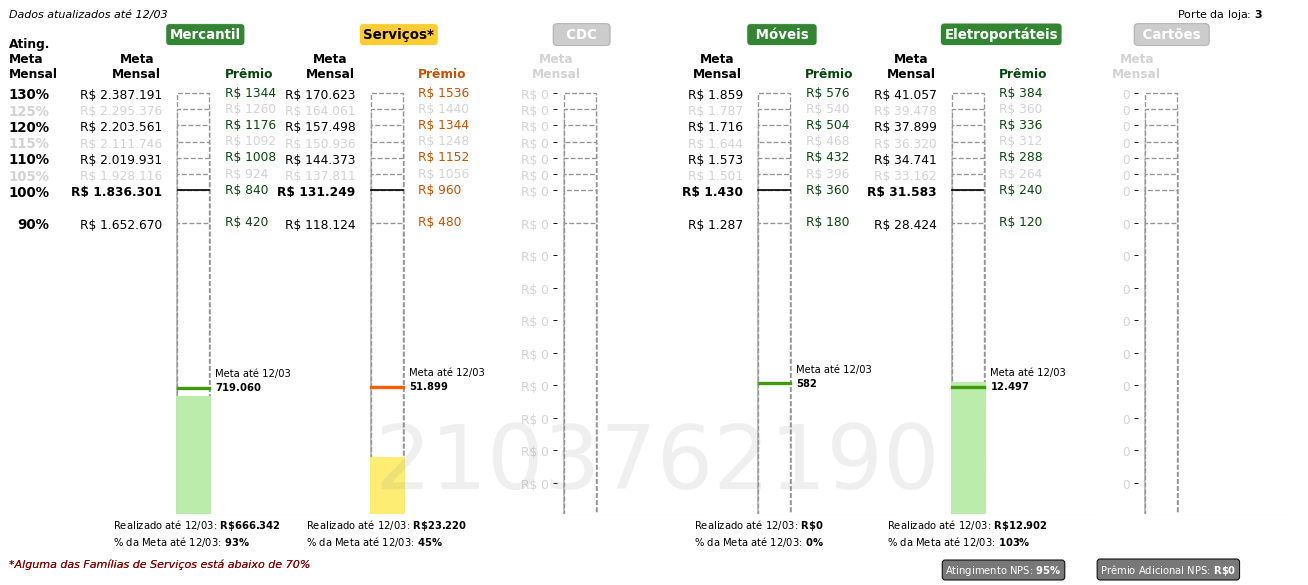 Dados atualizados até 12/03
Porte da loja: 3
Mercantil Serviços* CDC Móveis Eletroportáteis Cartões
Ating. Meta Mensal
Meta Mensal Prêmio Meta Mensal Prêmio Meta Mensal Meta Mensal Prêmio Meta Mensal Prêmio Meta Mensal
130% R$ 2.387.191 R$ 1344 R$ 170.623 R$ 1536 R$ 0 R$ 1.859 R$ 576 R$ 41.057 R$ 384 0
125% R$ 2.295.376 R$ 1260 R$ 164.061 R$ 1440 R$ 0 R$ 1.787 R$ 540 R$ 39.478 R$ 360 0
120% R$ 2.203.561 R$ 1176 R$ 157.498 R$ 1344 R$ 0 R$ 1.716 R$ 504 R$ 37.899 R$ 336 0
115% R$ 2.111.746 R$ 1092 R$ 150.936 R$ 1248 R$ 0 R$ 1.644 R$ 468 R$ 36.320 R$ 312 0
110% R$ 2.019.931 R$ 1008 R$ 144.373 R$ 1152 R$ 0 R$ 1.573 R$ 432 R$ 34.741 R$ 288 0
105% R$ 1.928.116 R$ 924 R$ 137.811 R$ 1056 R$ 0 R$ 1.501 R$ 396 R$ 33.162 R$ 264 0
100% R$ 1.836.301 R$ 840 R$ 131.249 R$ 960 R$ 0 R$ 1.430 R$ 360 R$ 31.583 R$ 240 0
90% R$ 1.652.670 R$ 420 R$ 118.124 R$ 480 R$ 0 R$ 1.287 R$ 180 R$ 28.424 R$ 120 0
R$ 0 0
R$ 0 0
R$ 0 0
R$ 0 0
Meta até 12/03 Meta até 12/03 Meta até 12/03 Meta até 12/03
719.060 51.899 R$ 0 582 12.497 0
R$ 0 0
R$ 0 0
2103762190
R$ 0 0
Realizado até 12/03: R$666.342 Realizado até 12/03: R$23.220 Realizado até 12/03: R$0 Realizado até 12/03: R$12.902
% da Meta até 12/03: 93% % da Meta até 12/03: 45% % da Meta até 12/03: 0% % da Meta até 12/03: 103%
*Alguma das Famílias de Serviços está abaixo de 70%
Atingimento NPS: 95% Prêmio Adicional NPS: R$0